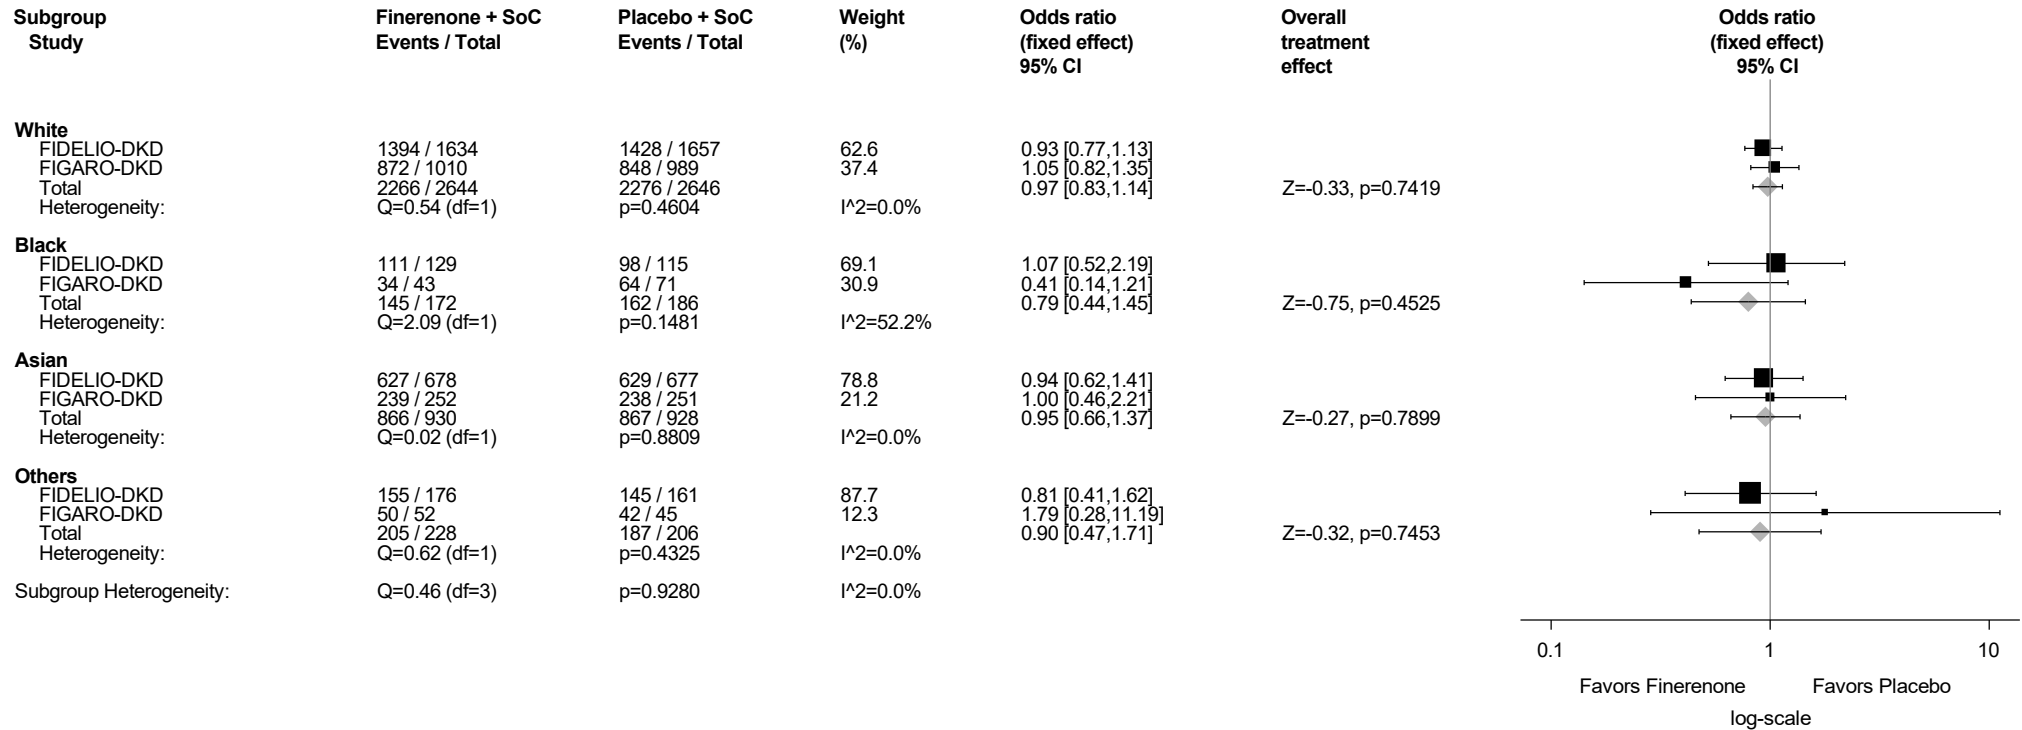 Subgroup Finerenone + SoC Placebo + SoC Weight Odds ratio Overall Odds ratio
Study Events / Total Events / Total (%) (fixed effect) treatment (fixed effect)
95% CI effect 95% CI
White
FIDELIO-DKD 1394 / 1634 1428 / 1657 62.6 0.93 [0.77,1.13]
FIGARO-DKD 872 / 1010 848 / 989 37.4 1.05 [0.82,1.35]
Total 2266 / 2644 2276 / 2646 0.97 [0.83,1.14] Z=-0.33, p=0.7419
Heterogeneity: Q=0.54 (df=1) p=0.4604 I^2=0.0%
Black
FIDELIO-DKD 111 / 129 98 / 115 69.1 1.07 [0.52,2.19]
FIGARO-DKD 34 / 43 64 / 71 30.9 0.41 [0.14,1.21]
Total 145 / 172 162 / 186 0.79 [0.44,1.45] Z=-0.75, p=0.4525
Heterogeneity: Q=2.09 (df=1) p=0.1481 I^2=52.2%
Asian
FIDELIO-DKD 627 / 678 629 / 677 78.8 0.94 [0.62,1.41]
FIGARO-DKD 239 / 252 238 / 251 21.2 1.00 [0.46,2.21]
Total 866 / 930 867 / 928 0.95 [0.66,1.37] Z=-0.27, p=0.7899
Heterogeneity: Q=0.02 (df=1) p=0.8809 I^2=0.0%
Others
FIDELIO-DKD 155 / 176 145 / 161 87.7 0.81 [0.41,1.62]
FIGARO-DKD 50 / 52 42 / 45 12.3 1.79 [0.28,11.19]
Total 205 / 228 187 / 206 0.90 [0.47,1.71] Z=-0.32, p=0.7453
Heterogeneity: Q=0.62 (df=1) p=0.4325 I^2=0.0%
Subgroup Heterogeneity: Q=0.46 (df=3) p=0.9280 I^2=0.0%
0.1 1 10
Favors Finerenone Favors Placebo
log-scale